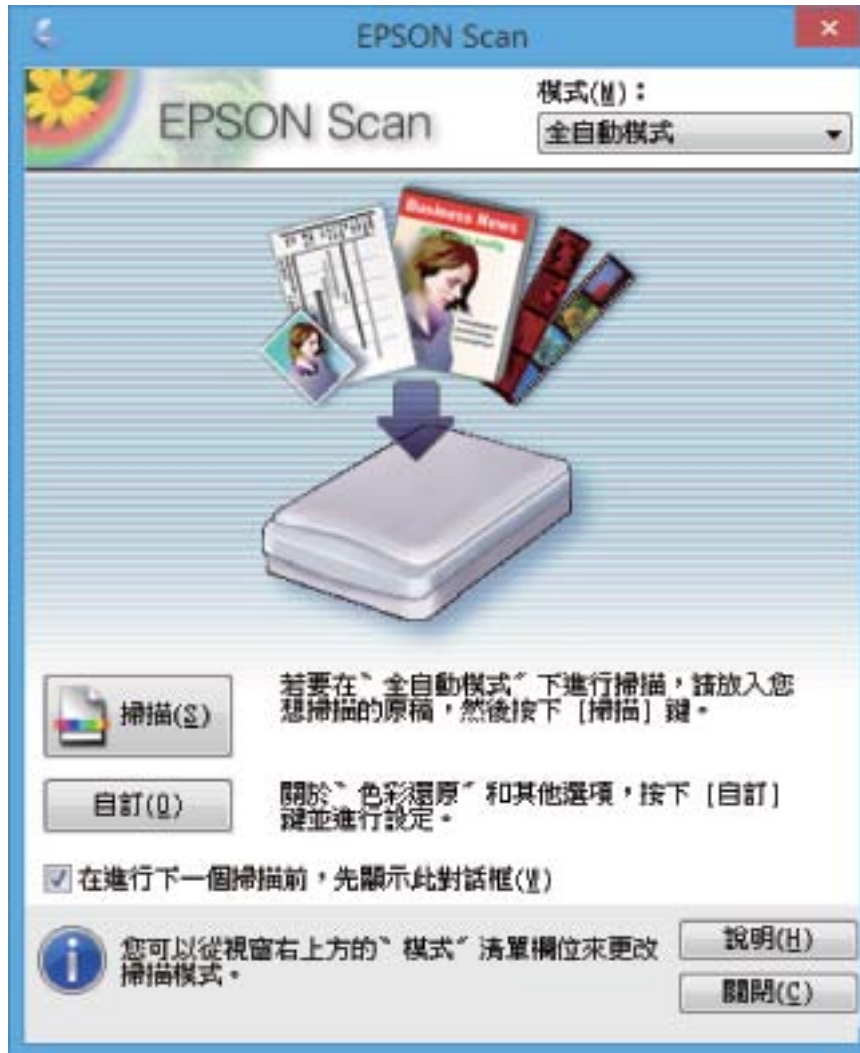 EPSON Scan
EPSON Scan
模式(M)：
全自動模式
Business News
掃描(S)
若要在〝全自動模式〞下進行掃描，請放入您
想掃描的原稿，然後按下 [掃描] 鍵。
自訂(O)
關於〝色彩還原〞和其他選項，按下 [自訂]
鍵並進行設定。
在進行下一個掃描前，先顯示此對話框(W)
您可以從視窗右上方的〝模式〞清單欄位來更改
掃描模式。
說明(H)
關閉(C)